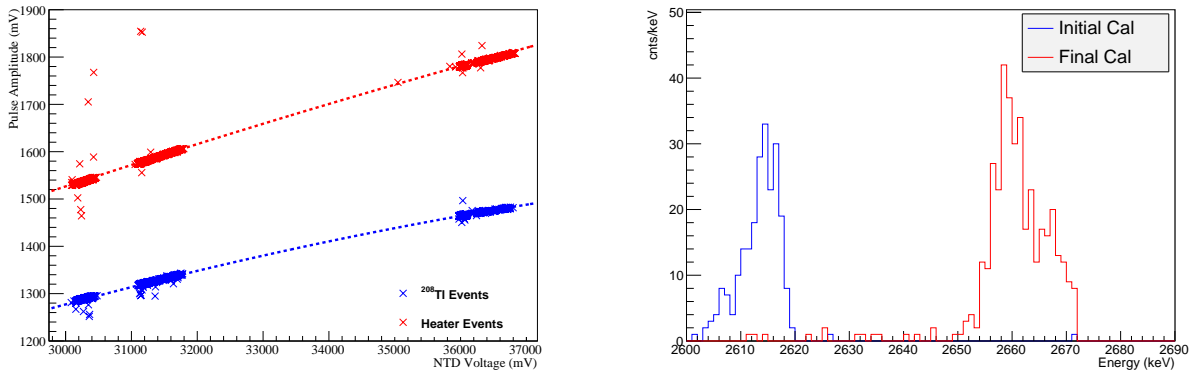 Pulse Amplitude (mV)
1900
1800
1700
1600
1500
1400
1300
1200
²⁰⁸Tl Events
Heater Events
30000 31000 32000 33000 34000 35000 36000 37000
NTD Voltage (mV)
cnts/keV
50
40
30
20
10
0
Initial Cal
Final Cal
2600 2610 2620 2630 2640 2650 2660 2670 2680 2690
Energy (keV)